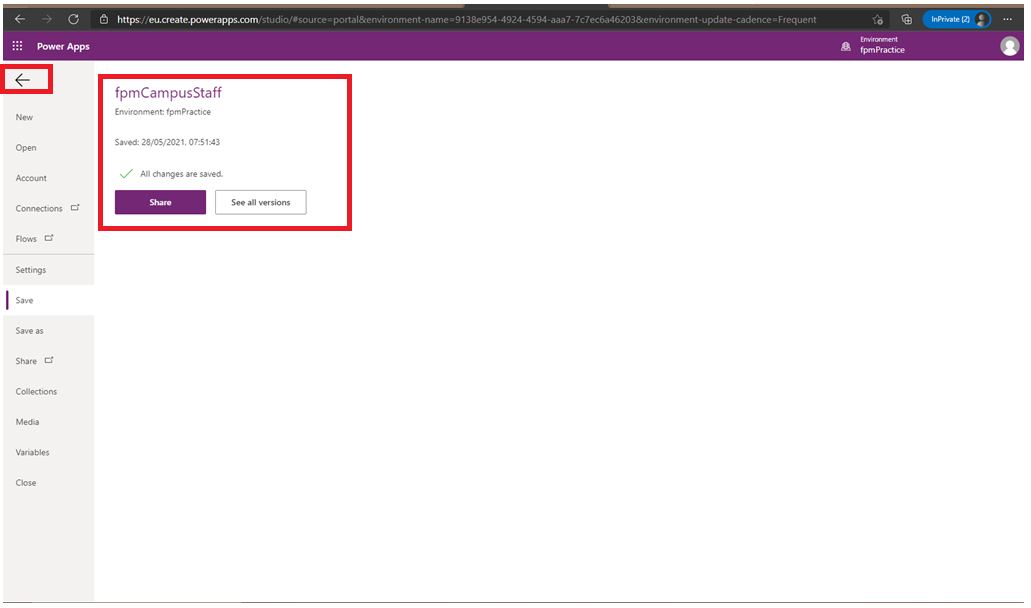 https://eu.create.powerapps.com/studio/#source=portal&environment-name=9138e954-4924-4594-aaa7-7c7ec6a46203&environment-update-cadence=Frequent
InPrivate (2)
Power Apps
Environment
fpmPractice
New
Open
Account
Connections
Flows
Settings
Save
Save as
Share
Collections
Media
Variables
Close
fpmCampusStaff
Environment: fpmPractice
Saved: 28/05/2021, 07:51:43
All changes are saved.
Share
See all versions